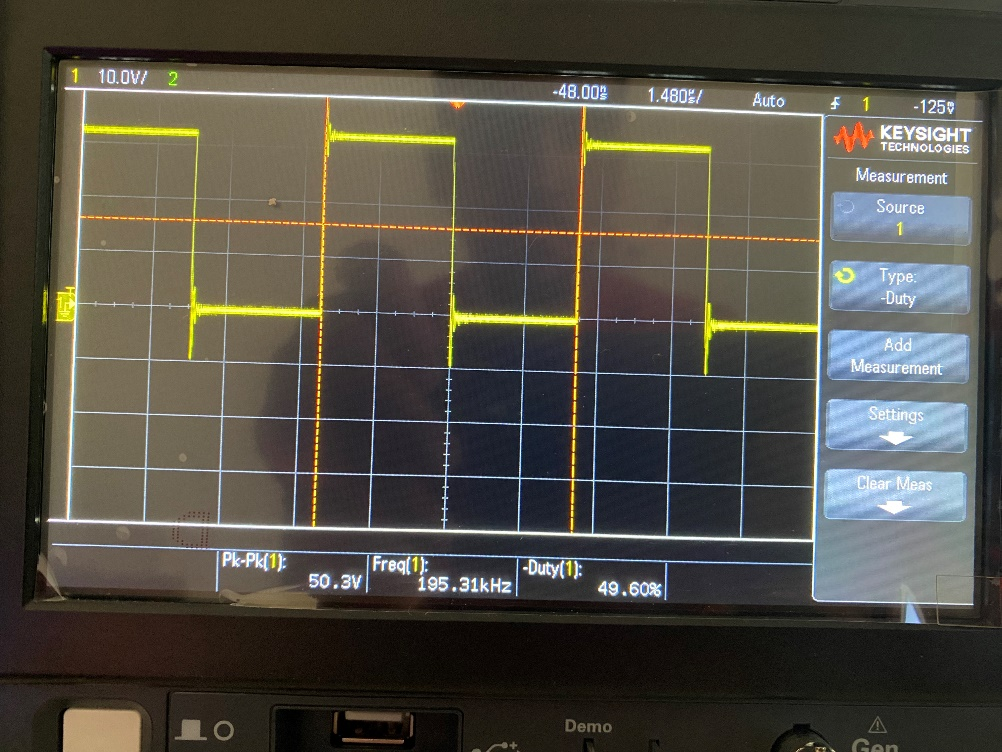 1 10.0V/ 2 -48.00ns 1.480us/ Auto 1 -125V
KEYSIGHT
TECHNOLOGIES
Measurement
Source
1
Type:
-Duty
Add
Measurement
Settings
Clear Meas
Pk-Pk(1):
50.3V
Freq(1):
195.31kHz
-Duty(1):
49.60%
Demo
Gen